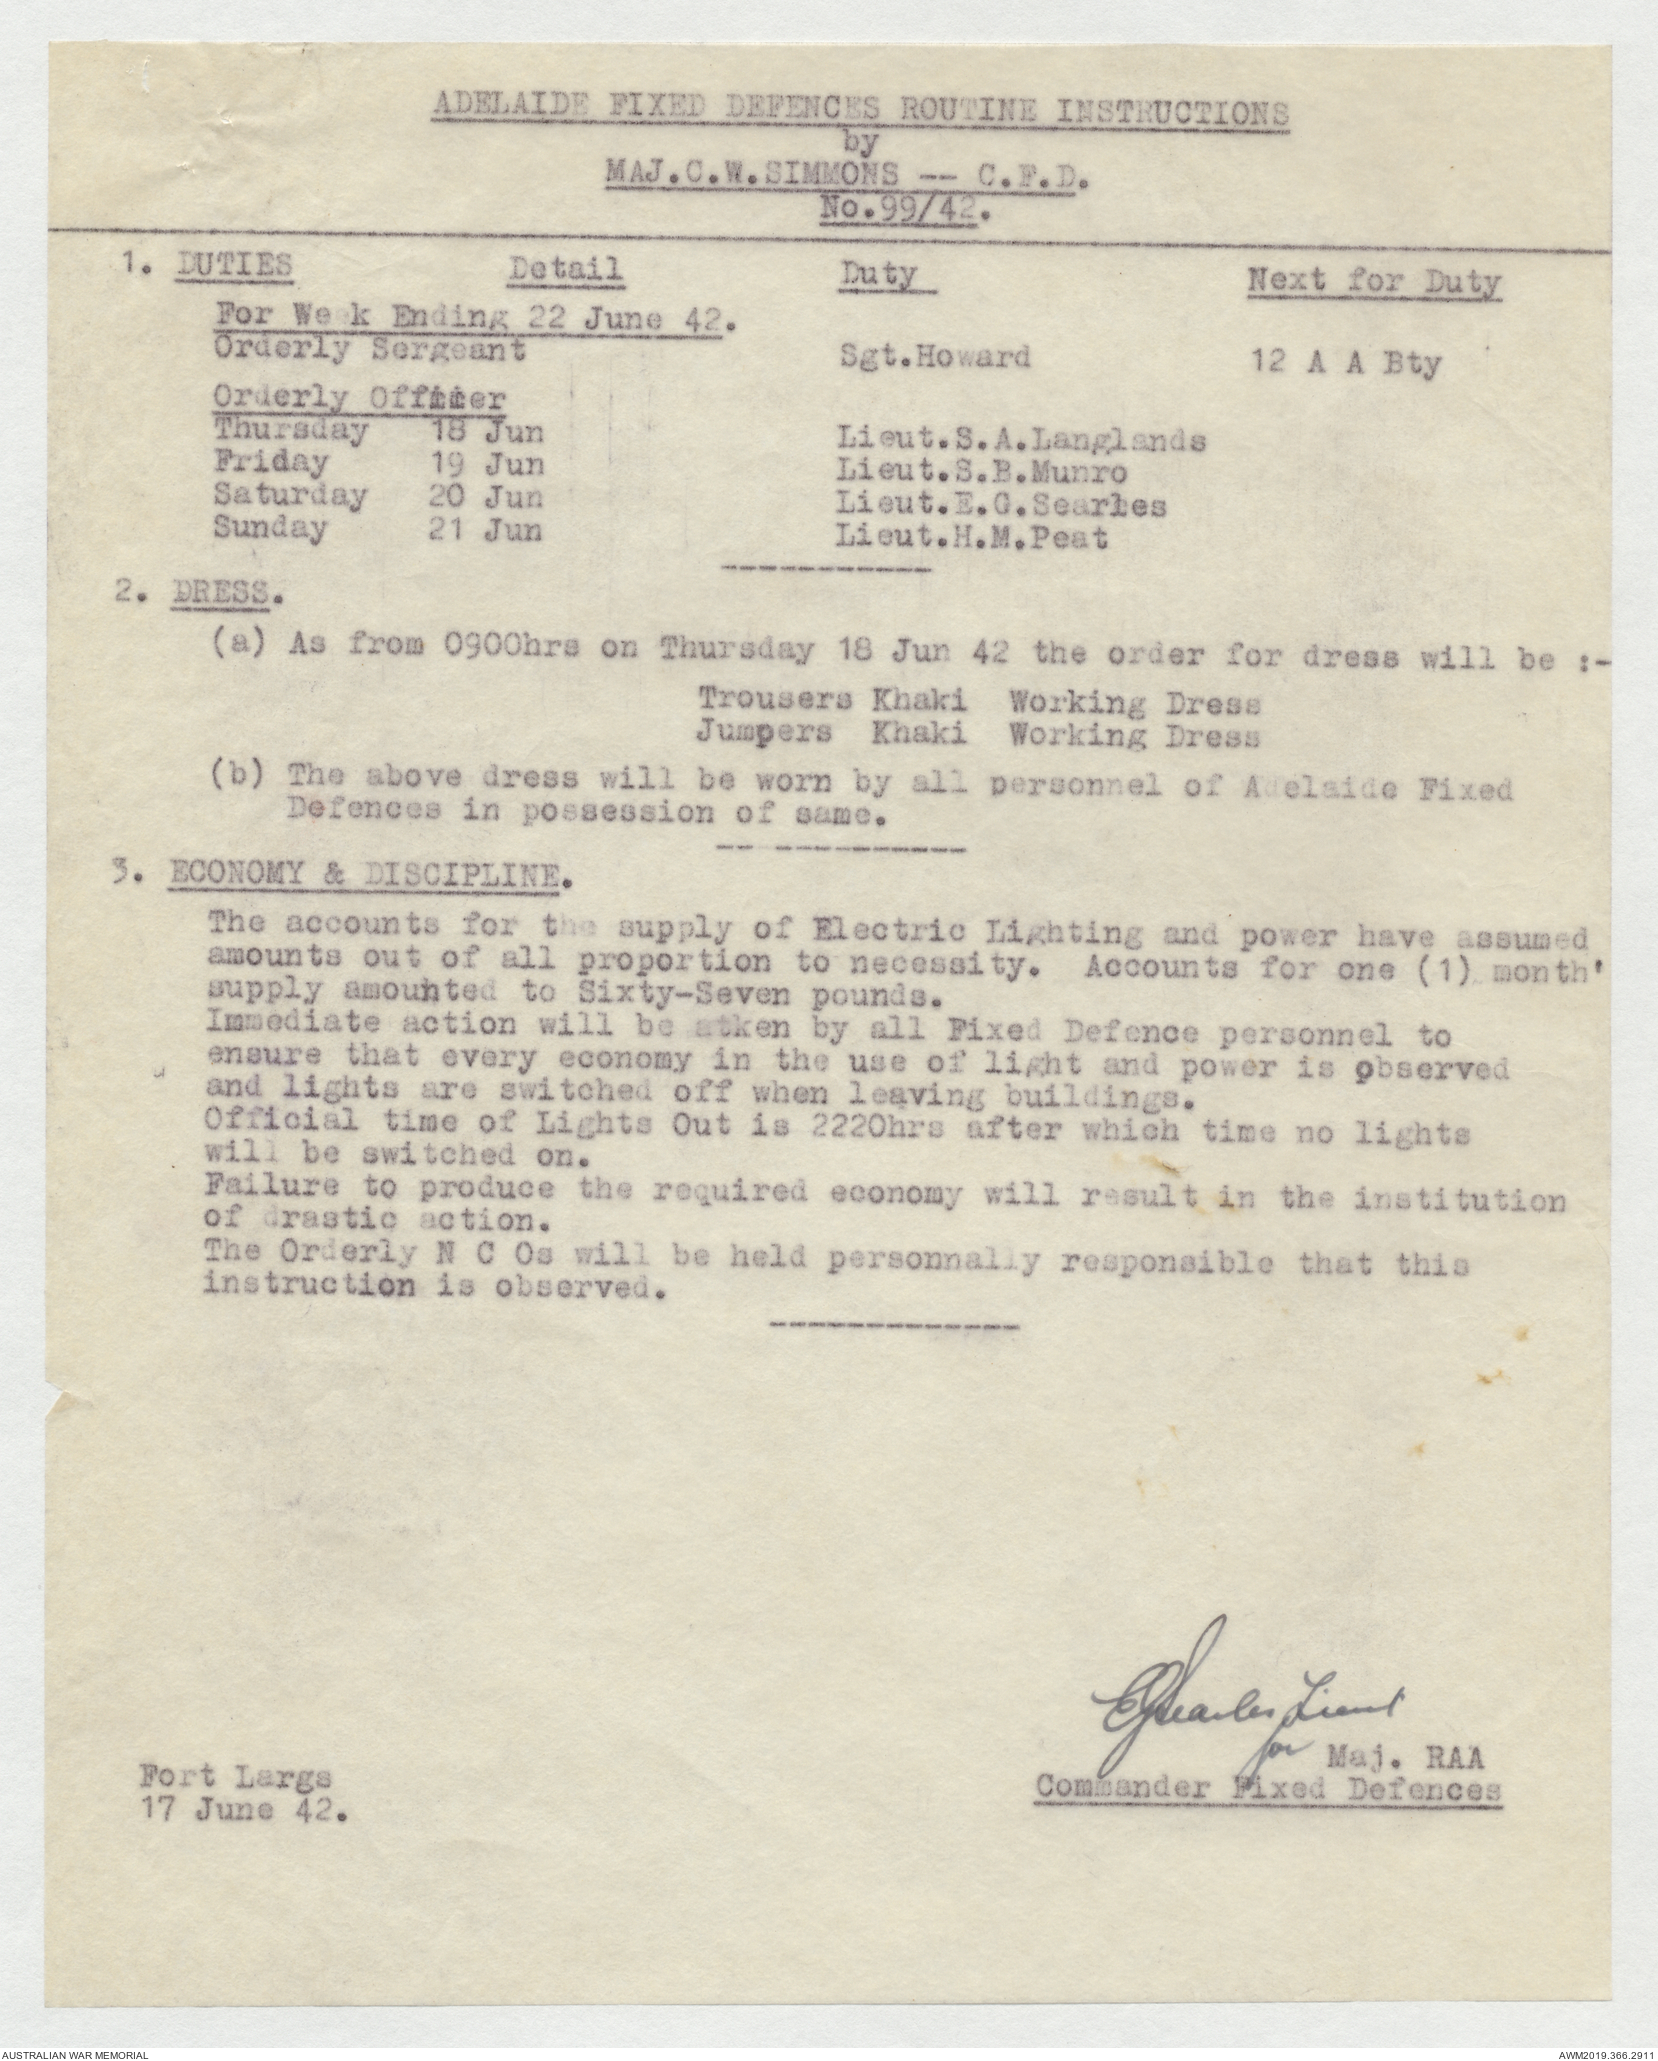 ADELAIDE FIXED DEFENCES ROUTINE INSTRUCTIONS
by
MAJ.C.W.SIMMONS -- C.F.D.
No.99/42.
1. DUTIES Detail Duty Next for Duty
For Week Ending 22 June 42.
Orderly Sergeant Sgt.Howard 12 A A Bty
Orderly Officer
Thursday 18 Jun Lieut.S.A.Langlands
Friday 19 Jun Lieut.S.B.Munro
Saturday 20 Jun Lieut.E.G.Searles
Sunday 21 Jun Lieut.H.M.Peat
-----------
2. DRESS.
(a) As from 0900hrs on Thursday 18 Jun 42 the order for dress will be :-
Trousers Khaki Working Dress
Jumpers Khaki Working Dress
(b) The above dress will be worn by all personnel of Adelaide Fixed
Defences in possession of same.
-- ----------
3. ECONOMY & DISCIPLINE.
The accounts for the supply of Electric Lighting and power have assumed
amounts out of all proportion to necessity. Accounts for one (1) month'
supply amounted to Sixty-Seven pounds.
Immediate action will be atken by all Fixed Defence personnel to
ensure that every economy in the use of light and power is observed
and lights are switched off when leaving buildings.
Official time of Lights Out is 2220hrs after which time no lights
will be switched on.
Failure to produce the required economy will result in the institution
of drastic action.
The Orderly N C Os will be held personnally responsible that this
instruction is observed.
-------------
EGSearles Lieut
for Maj. RAA
Commander Fixed Defences
Fort Largs
17 June 42.
AUSTRALIAN WAR MEMORIAL AWM2019.366.2911